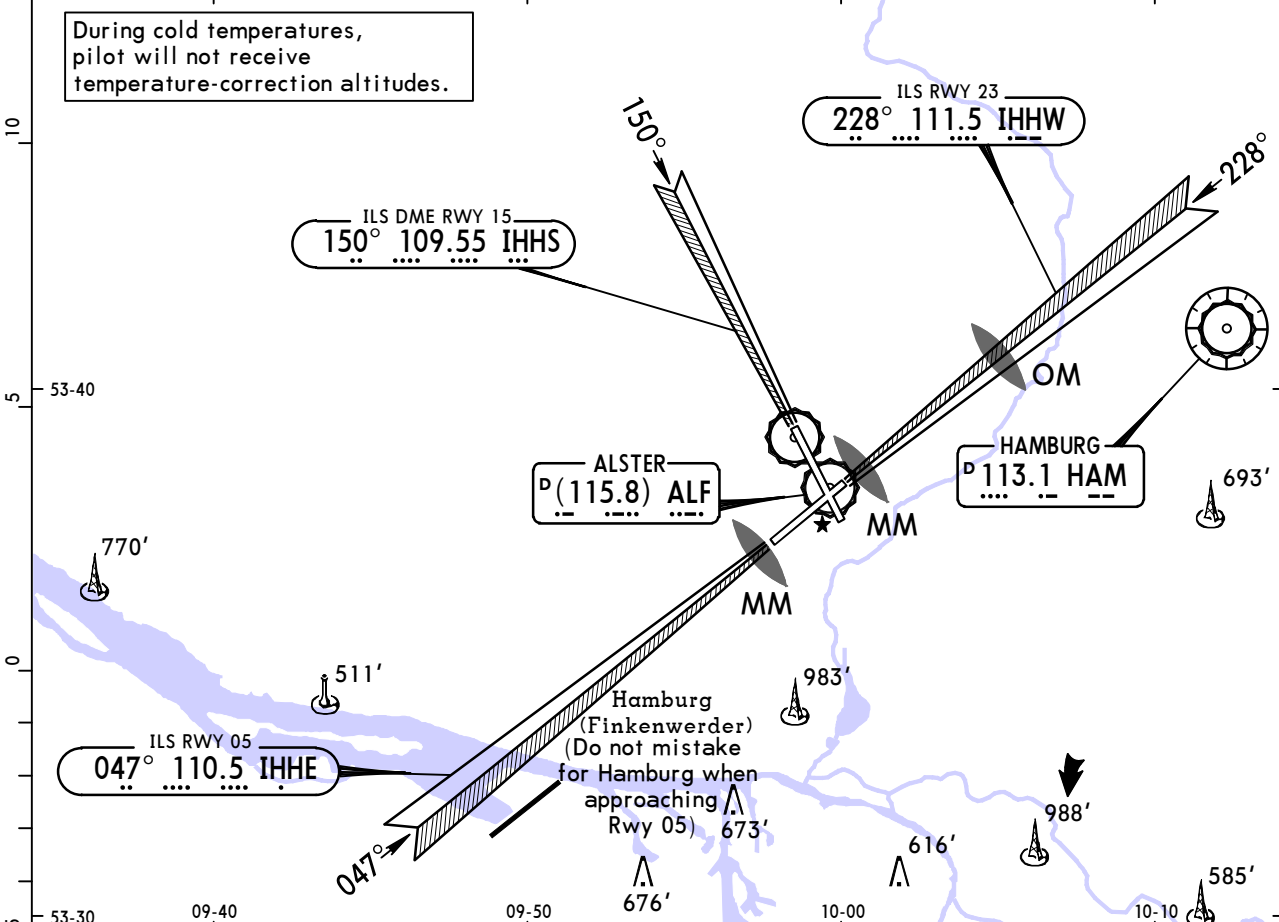 During cold temperatures,
pilot will not receive
temperature-correction altitudes.
10
150°
ILS RWY 23
228° 111.5 IHHW
228°
ILS DME RWY 15
150° 109.55 IHHS
OM
5
53-40
ALSTER
D (115.8) ALF
HAMBURG
D 113.1 HAM
693'
MM
770'
MM
0
511'
983'
Hamburg
(Finkenwerder)
(Do not mistake
for Hamburg when
approaching
Rwy 05)
ILS RWY 05
047° 110.5 IHHE
988'
673'
047°
616'
676'
585'
53-30
09-40
09-50
10-00
10-10